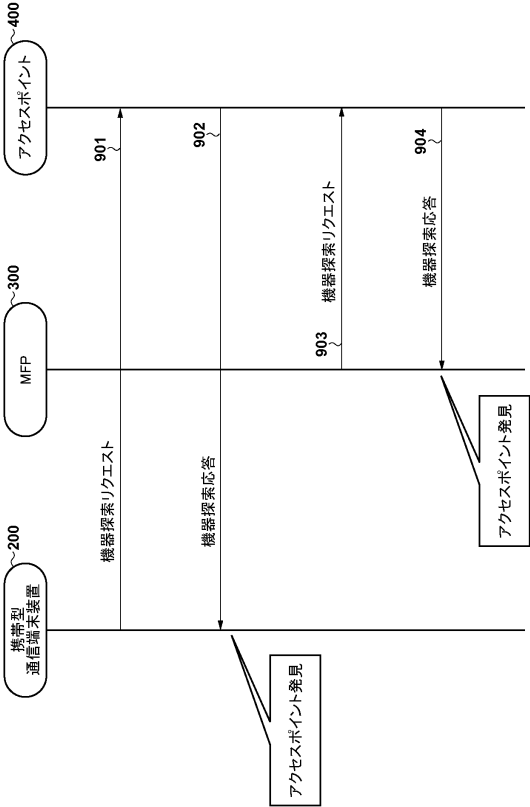 携帯型
通信端末装置
200
MFP
300
アクセスポイント
400
機器探索リクエスト
901
機器探索応答
902
アクセスポイント発見
903
機器探索リクエスト
機器探索応答
904
アクセスポイント発見